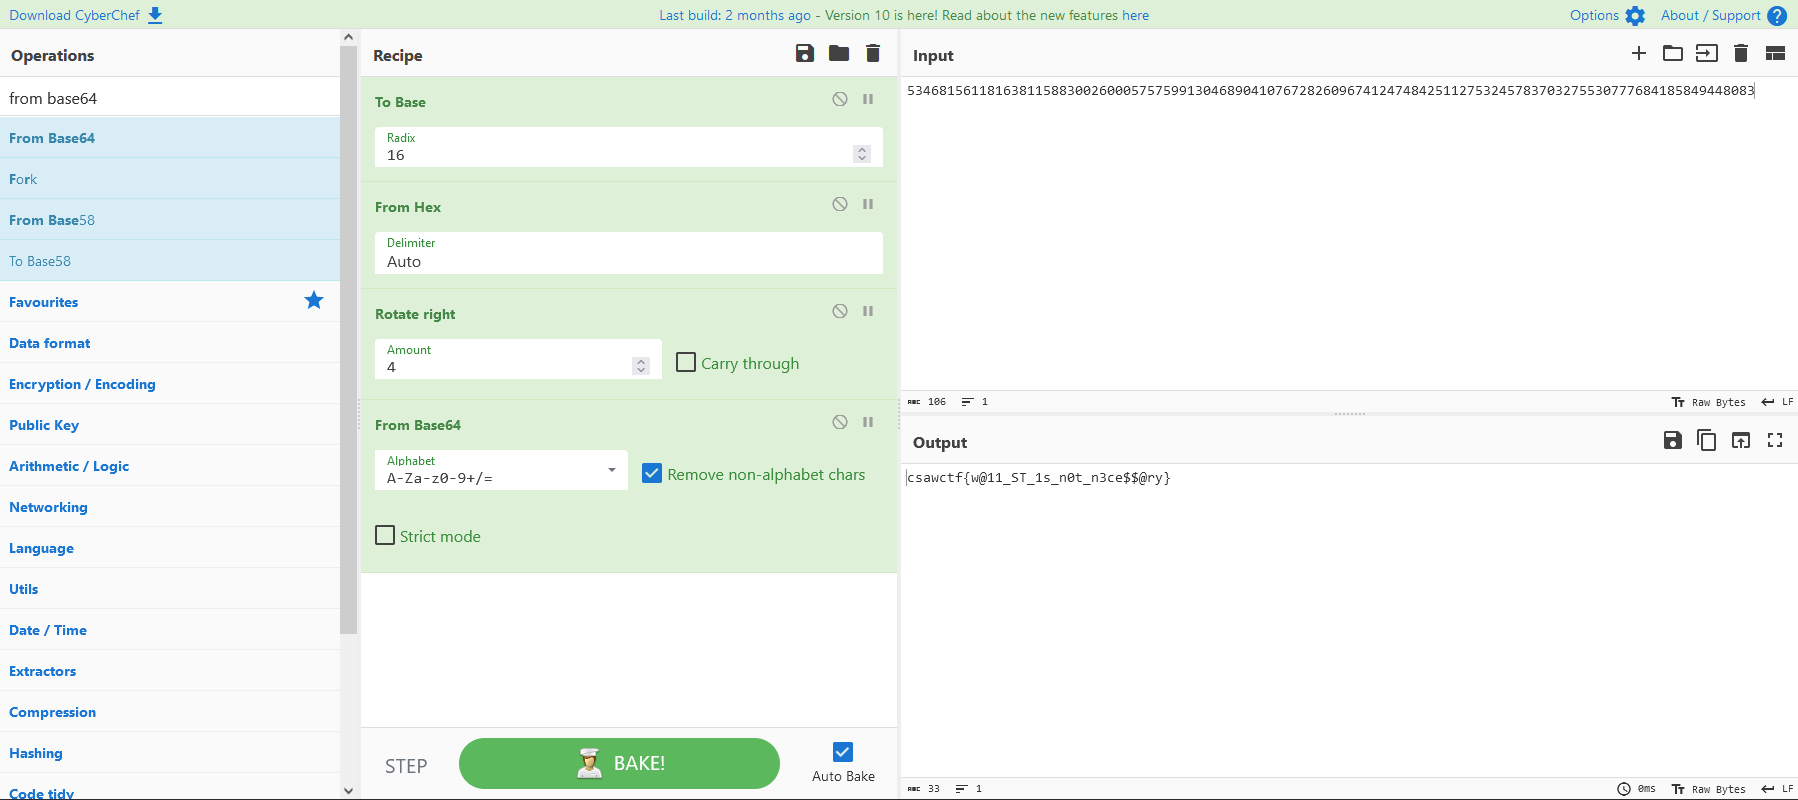 Download CyberChef
Last build: 2 months ago - Version 10 is here! Read about the new features here
Options
About / Support
Operations
from base64
From Base64
Fork
From Base58
To Base58
Favourites
Data format
Encryption / Encoding
Public Key
Arithmetic / Logic
Networking
Language
Utils
Date / Time
Extractors
Compression
Hashing
Code tidy
Recipe
To Base
Radix
16
From Hex
Delimiter
Auto
Rotate right
Amount
4
Carry through
From Base64
Alphabet
A-Za-z0-9+/=
Remove non-alphabet chars
Strict mode
STEP
BAKE!
Auto Bake
Input
5346815611816381158830026000575759913046890410767282609674124748425112753245783703275530777684185849448083
ABC 106
1
Tт Raw Bytes
LF
Output
csawctf{w@11_ST_1s_n0t_n3ce$$@ry}
ABC 33
1
0ms
Tт Raw Bytes
LF